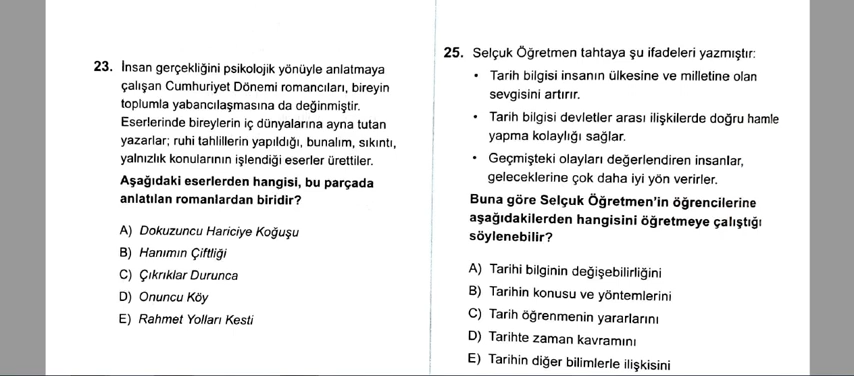 23. İnsan gerçekliğini psikolojik yönüyle anlatmaya
çalışan Cumhuriyet Dönemi romancıları, bireyin
toplumla yabancılaşmasına da değinmiştir.
Eserlerinde bireylerin iç dünyalarına ayna tutan
yazarlar; ruhi tahlillerin yapıldığı, bunalım, sıkıntı,
yalnızlık konularının işlendiği eserler ürettiler.
Aşağıdaki eserlerden hangisi, bu parçada
anlatılan romanlardan biridir?
A) Dokuzuncu Hariciye Koğuşu
B) Hanımın Çiftliği
C) Çıkrıklar Durunca
D) Onuncu Köy
E) Rahmet Yolları Kesti
25. Selçuk Öğretmen tahtaya şu ifadeleri yazmıştır:
• Tarih bilgisi insanın ülkesine ve milletine olan
sevgisini artırır.
• Tarih bilgisi devletler arası ilişkilerde doğru hamle
yapma kolaylığı sağlar.
• Geçmişteki olayları değerlendiren insanlar,
geleceklerine çok daha iyi yön verirler.
Buna göre Selçuk Öğretmen'in öğrencilerine
aşağıdakilerden hangisini öğretmeye çalıştığı
söylenebilir?
A) Tarihi bilginin değişebilirliğini
B) Tarihin konusu ve yöntemlerini
C) Tarih öğrenmenin yararlarını
D) Tarihte zaman kavramını
E) Tarihin diğer bilimlerle ilişkisini